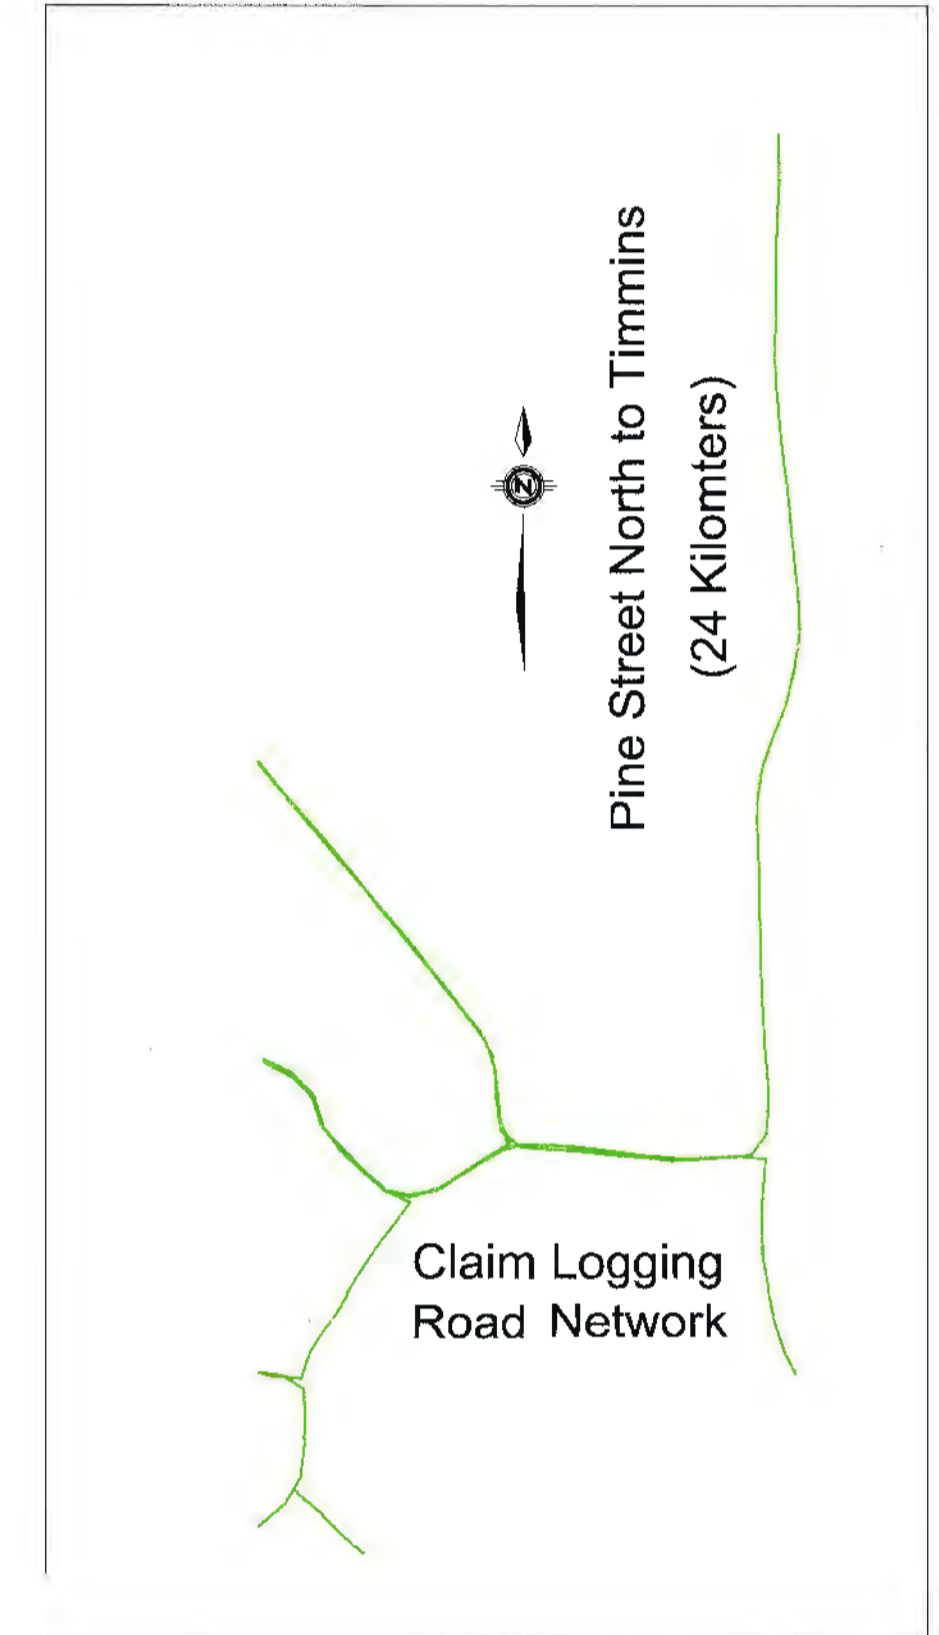 Pine Street North to Timmins
(24 Kilomters)
N
Claim Logging
Road Network